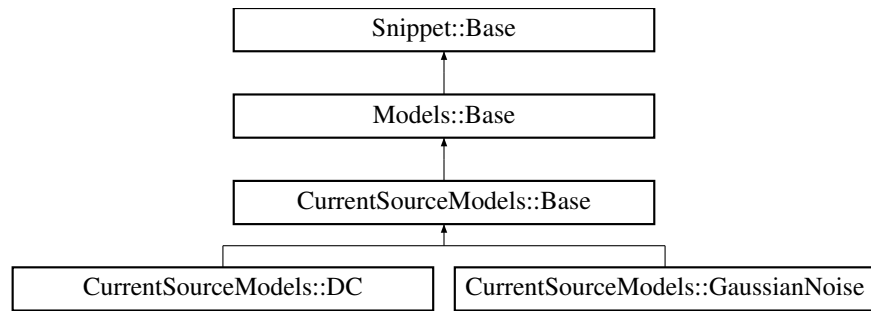 Snippet::Base
Models::Base
CurrentSourceModels::Base
CurrentSourceModels::DC
CurrentSourceModels::GaussianNoise